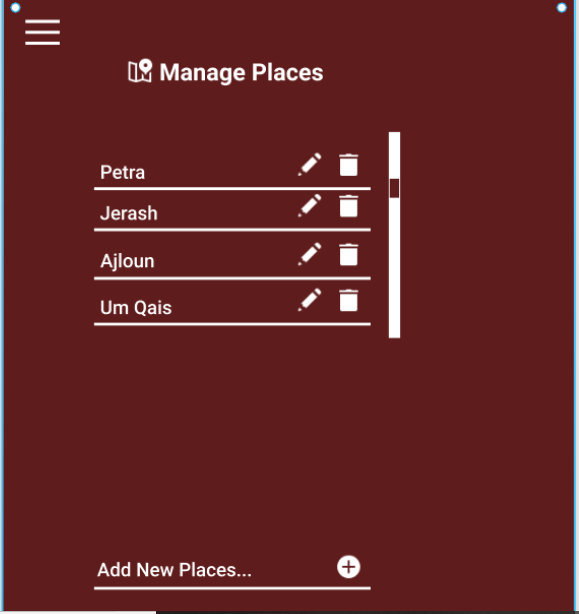 Manage Places
Petra
Jerash
Ajloun
Um Qais
Add New Places...